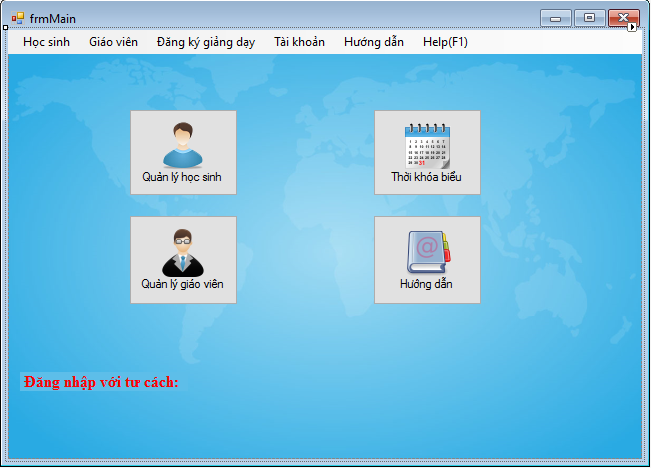 frmMain
Học sinh Giáo viên Đăng ký giảng dạy Tài khoản Hướng dẫn Help(F1)
Quản lý học sinh
Thời khóa biểu
Quản lý giáo viên
Hướng dẫn
Đăng nhập với tư cách: